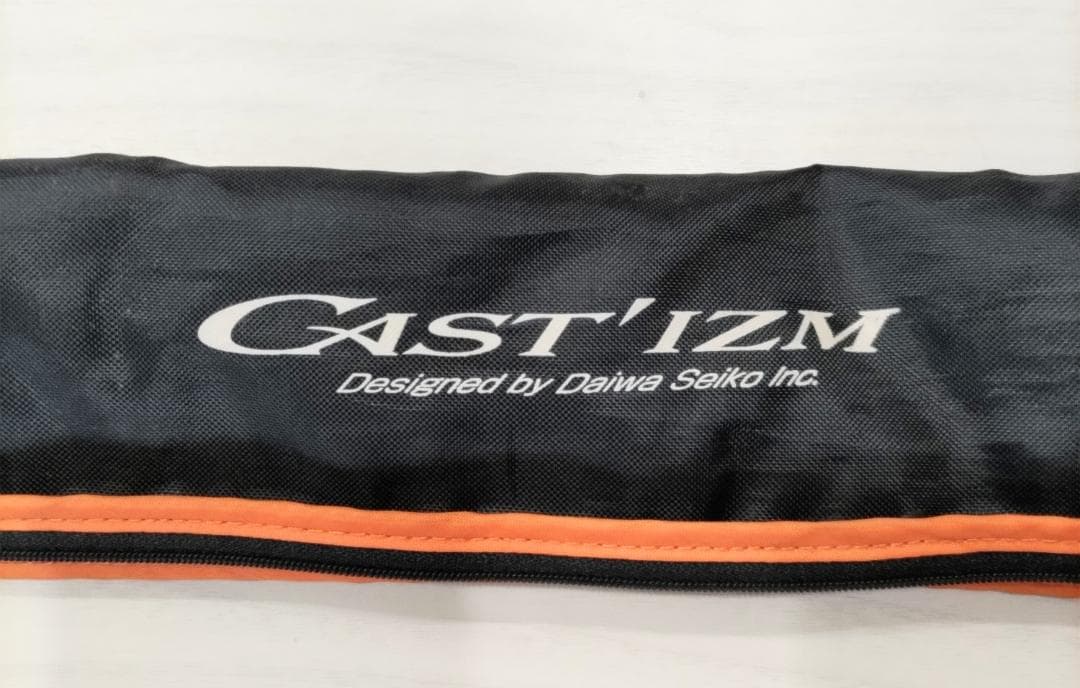 CAST'IZM
Designed by Daiwa Seiko Inc.